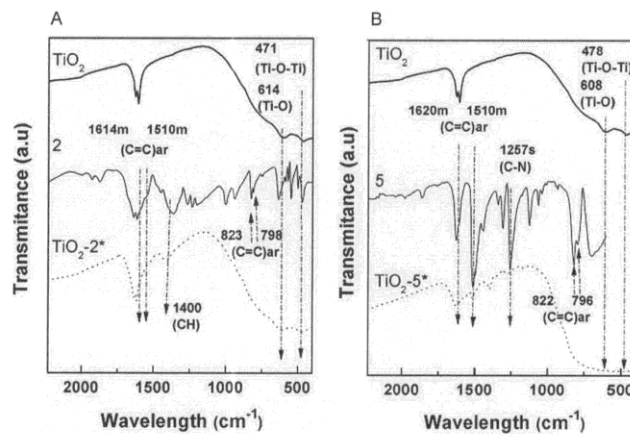 A
TiO2
471
(Ti-O-Ti)
614
(Ti-O)
1614m 1510m
(C=C)ar
2
823 798
(C=C)ar
TiO2-2*
1400
(CH)
Transmitance (a.u)
2000 1500 1000 500
Wavelength (cm-1)
B
TiO2
478
(Ti-O-Ti)
608
(Ti-O)
1620m 1510m
(C=C)ar
1257s
(C-N)
5
TiO2-5*
822 796
(C=C)ar
Transmitance (a.u)
2000 1500 1000 500
Wavelength (cm-1)